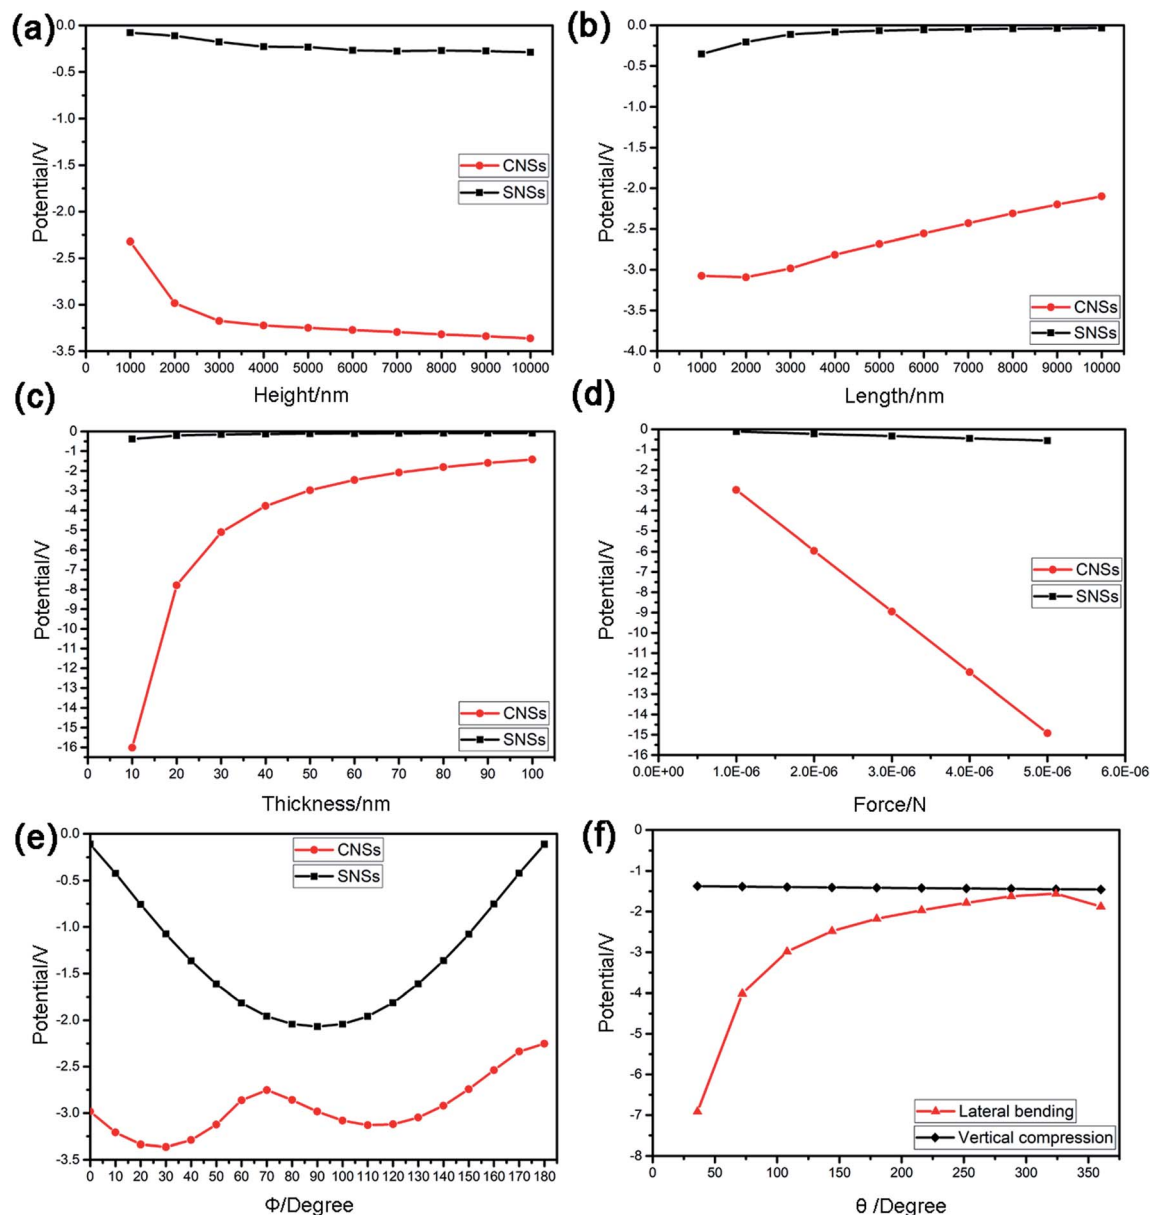 (a)
0.0
-0.5
-1.0
-1.5
-2.0
-2.5
-3.0
-3.5
Potential/V
CNSs
SNSs
0 1000 2000 3000 4000 5000 6000 7000 8000 9000 10000
Height/nm
(b)
0.0
-0.5
-1.0
-1.5
-2.0
-2.5
-3.0
-3.5
-4.0
Potential/V
CNSs
SNSs
0 1000 2000 3000 4000 5000 6000 7000 8000 9000 10000
Length/nm
(c)
0
-1
-2
-3
-4
-5
-6
-7
-8
-9
-10
-11
-12
-13
-14
-15
-16
Potential/V
CNSs
SNSs
0 10 20 30 40 50 60 70 80 90 100
Thickness/nm
(d)
0
-1
-2
-3
-4
-5
-6
-7
-8
-9
-10
-11
-12
-13
-14
-15
-16
Potential/V
CNSs
SNSs
0.0E+00 1.0E-06 2.0E-06 3.0E-06 4.0E-06 5.0E-06 6.0E-06
Force/N
(e)
0.0
-0.5
-1.0
-1.5
-2.0
-2.5
-3.0
-3.5
Potential/V
CNSs
SNSs
0 10 20 30 40 50 60 70 80 90 100 110 120 130 140 150 160 170 180
Φ/Degree
(f)
0
-1
-2
-3
-4
-5
-6
-7
-8
Potential/V
Lateral bending
Vertical compression
0 50 100 150 200 250 300 350
θ /Degree